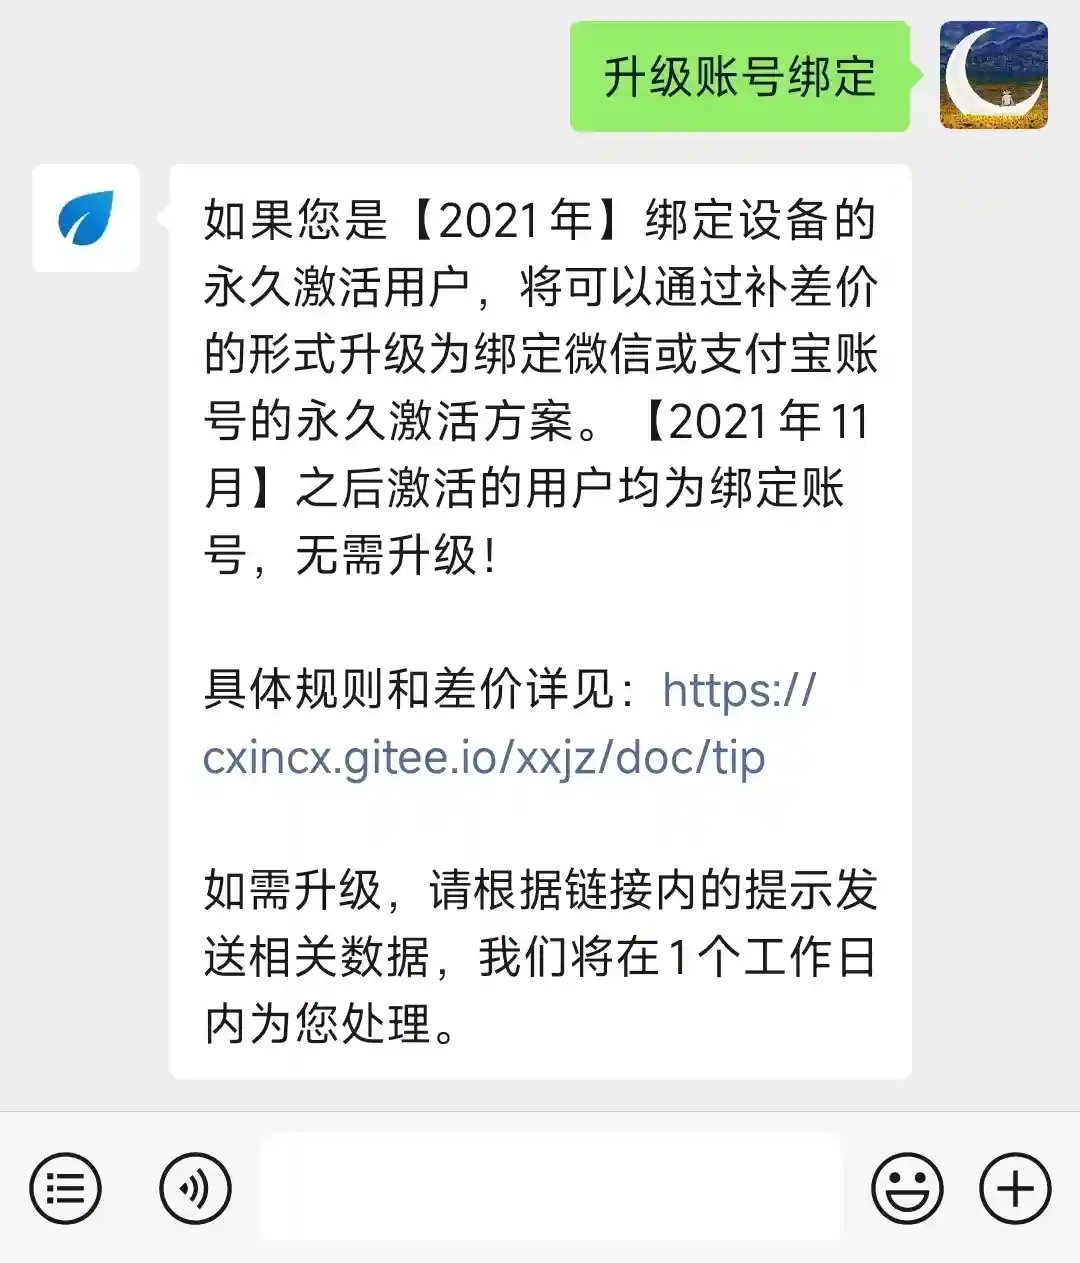 升级账号绑定
如果您是【2021年】绑定设备的
永久激活用户，将可以通过补差价
的形式升级为绑定微信或支付宝账
号的永久激活方案。【2021年11
月】之后激活的用户均为绑定账
号，无需升级！
具体规则和差价详见：https://
cxincx.gitee.io/xxjz/doc/tip
如需升级，请根据链接内的提示发
送相关数据，我们将在1个工作日
内为您处理。